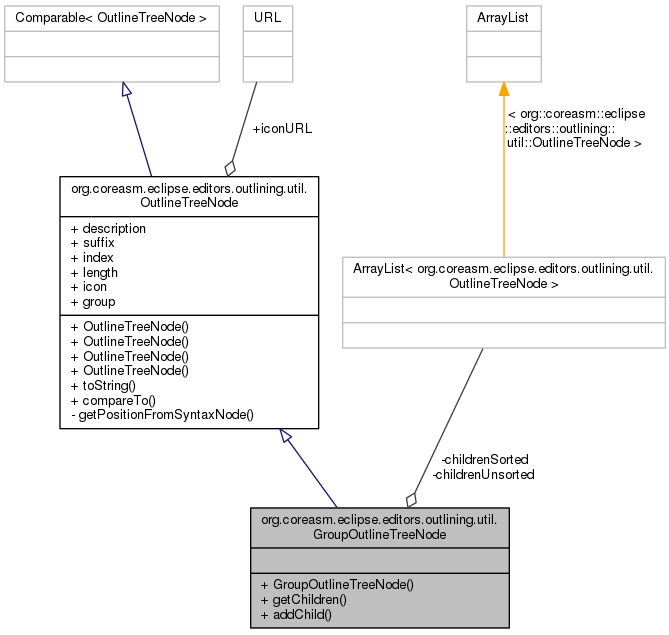 Comparable< OutlineTreeNode >
URL
ArrayList
+iconURL
< org::coreasm::eclipse
::editors::outlining::
util::OutlineTreeNode >
org.coreasm.eclipse.editors.outlining.util.
OutlineTreeNode
+ description
+ suffix
+ index
+ length
+ icon
+ group
+ OutlineTreeNode()
+ OutlineTreeNode()
+ OutlineTreeNode()
+ OutlineTreeNode()
+ toString()
+ compareTo()
- getPositionFromSyntaxNode()
ArrayList< org.coreasm.eclipse.editors.outlining.util.
OutlineTreeNode >
-childrenSorted
-childrenUnsorted
org.coreasm.eclipse.editors.outlining.util.
GroupOutlineTreeNode
+ GroupOutlineTreeNode()
+ getChildren()
+ addChild()